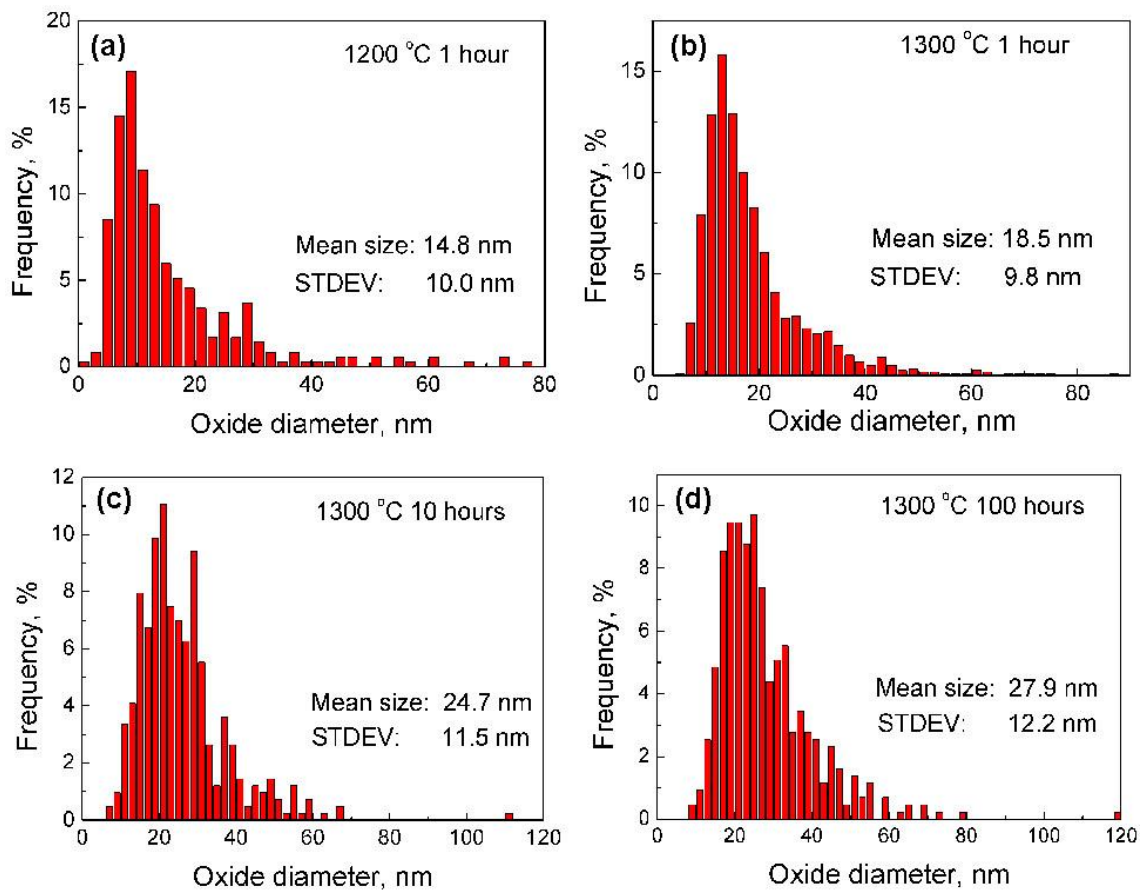 (a)
1200 °C 1 hour
Mean size: 14.8 nm
STDEV: 10.0 nm
Frequency, %
20
15
10
5
0
0 20 40 60 80
Oxide diameter, nm
(b)
1300 °C 1 hour
Mean size: 18.5 nm
STDEV: 9.8 nm
Frequency, %
15
10
5
0
0 20 40 60 80
Oxide diameter, nm
(c)
1300 °C 10 hours
Mean size: 24.7 nm
STDEV: 11.5 nm
Frequency, %
12
10
8
6
4
2
0
0 20 40 60 80 100 120
Oxide diameter, nm
(d)
1300 °C 100 hours
Mean size: 27.9 nm
STDEV: 12.2 nm
Frequency, %
10
8
6
4
2
0
0 20 40 60 80 100 120
Oxide diameter, nm